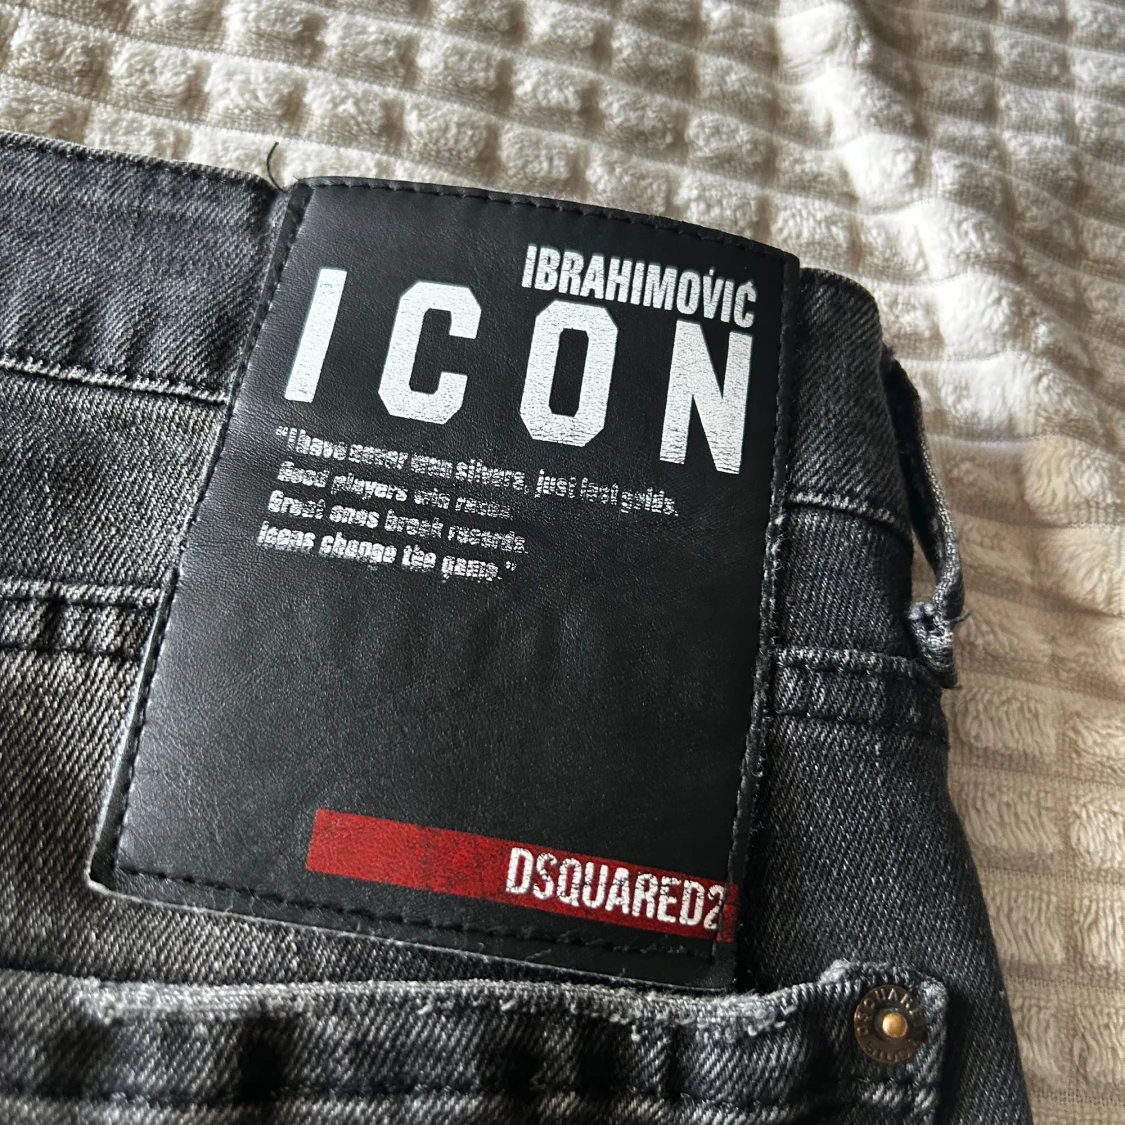 IBRAHIMOVIĆ
ICON
"I have never won silvers, just lost golds.
Good players win
Great ones break records.
Icons change the game."
DSQUARED2